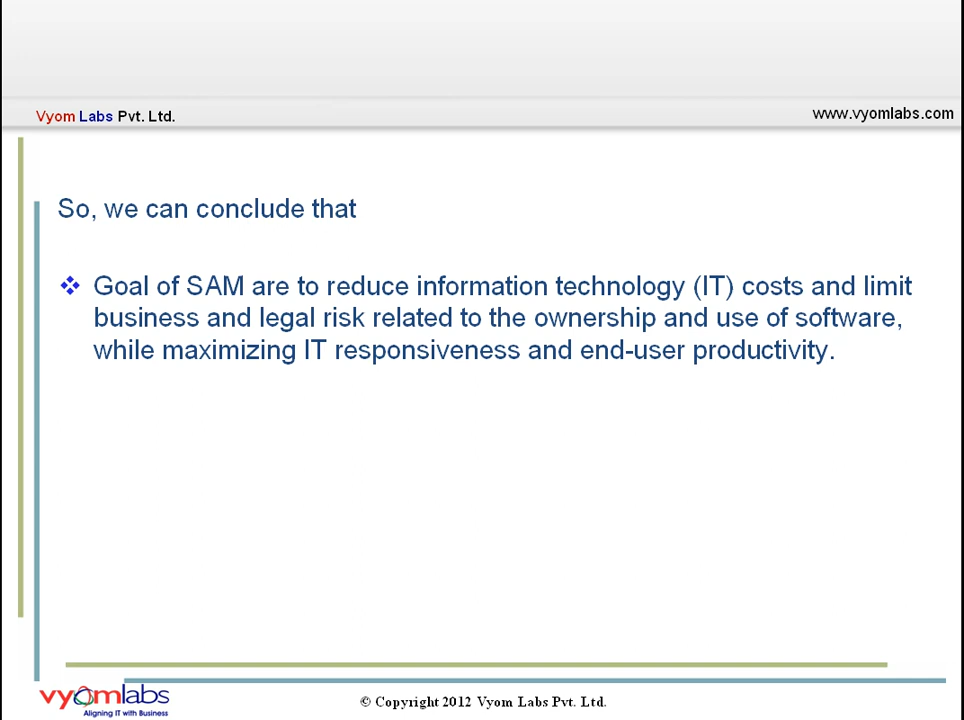 Vyom Labs Pvt. Ltd.
www.vyomlabs.com
So, we can conclude that
❖ Goal of SAM are to reduce information technology (IT) costs and limit
business and legal risk related to the ownership and use of software,
while maximizing IT responsiveness and end-user productivity.
vyomlabs
Aligning IT with Business
© Copyright 2012 Vyom Labs Pvt. Ltd.